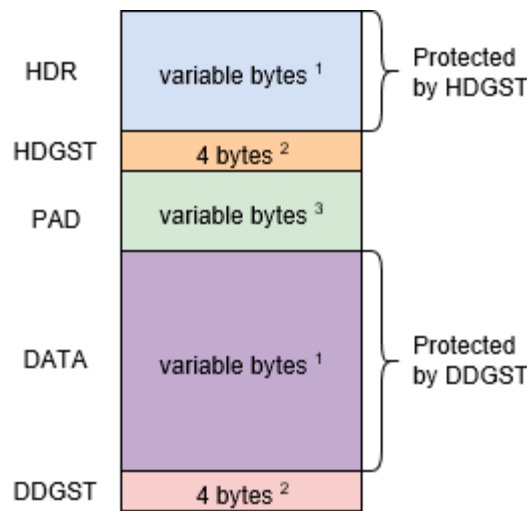 HDR
variable bytes ¹
Protected
by HDGST
HDGST
4 bytes ²
PAD
variable bytes ³
DATA
variable bytes ¹
Protected
by DDGST
DDGST
4 bytes ²